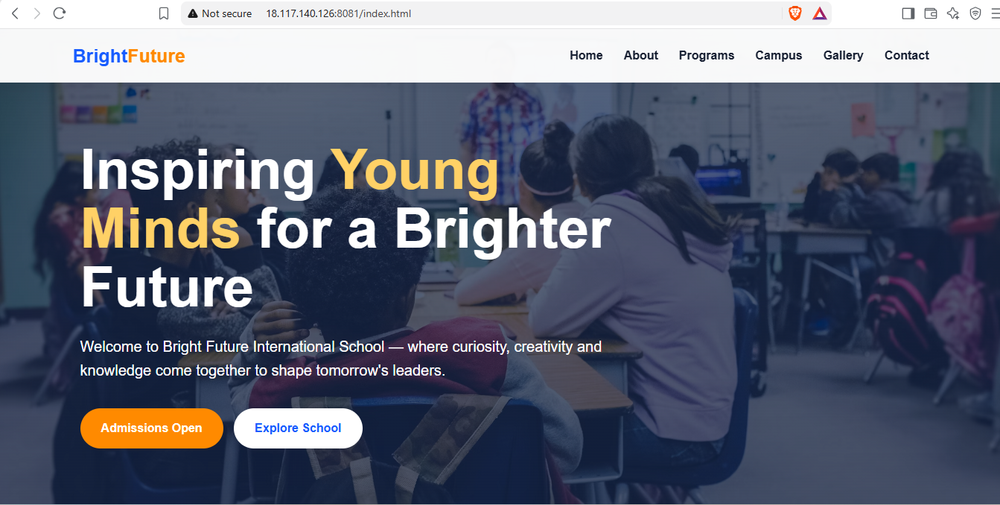 Not secure 18.117.140.126:8081/index.html
BrightFuture Home About Programs Campus Gallery Contact
Inspiring Young
Minds for a Brighter
Future
Welcome to Bright Future International School — where curiosity, creativity and
knowledge come together to shape tomorrow's leaders.
Admissions Open Explore School